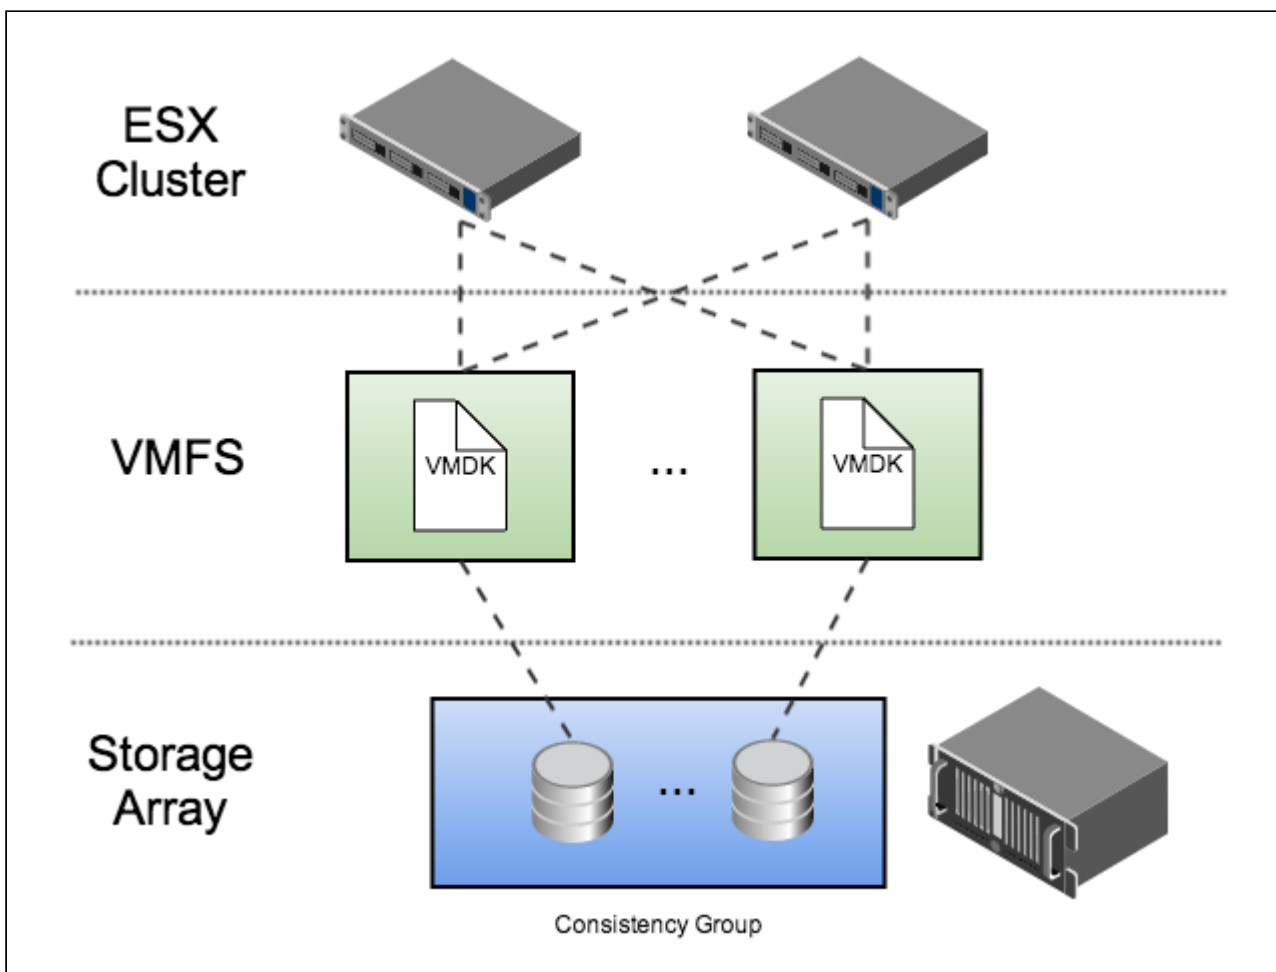 ESX
Cluster
VMFS
VMDK
...
VMDK
Storage
Array
...
Consistency Group